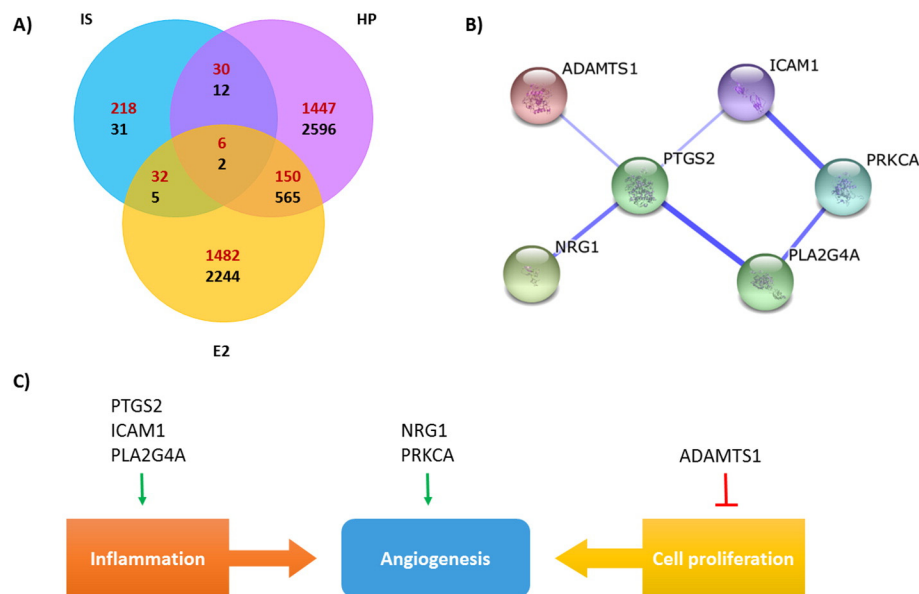 A)
IS
HP
B)
30
12
218
31
1447
2596
6
2
32
5
150
565
1482
2244
E2
ADAMTS1
ICAM1
PTGS2
PRKCA
NRG1
PLA2G4A
C)
PTGS2
ICAM1
PLA2G4A
NRG1
PRKCA
ADAMTS1
Inflammation
Angiogenesis
Cell proliferation